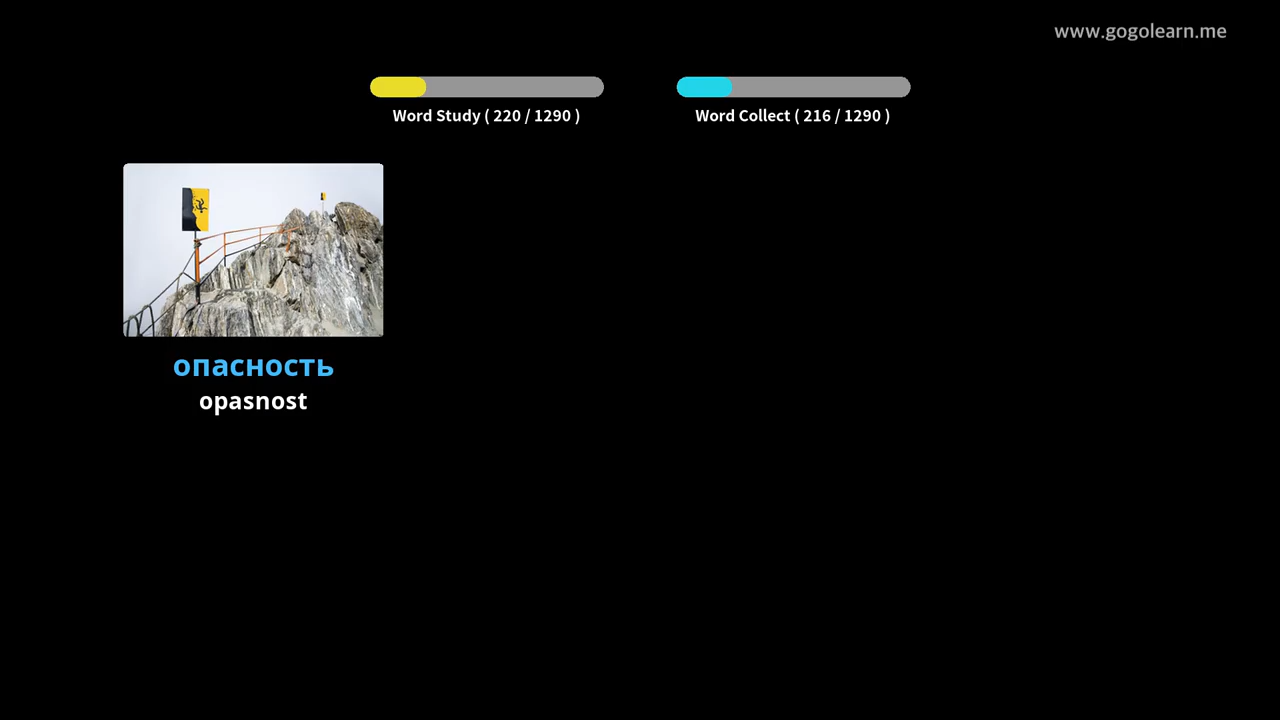 www.gogolearn.me
Word Study ( 220 / 1290 )
Word Collect ( 216 / 1290 )
опасность
opasnost